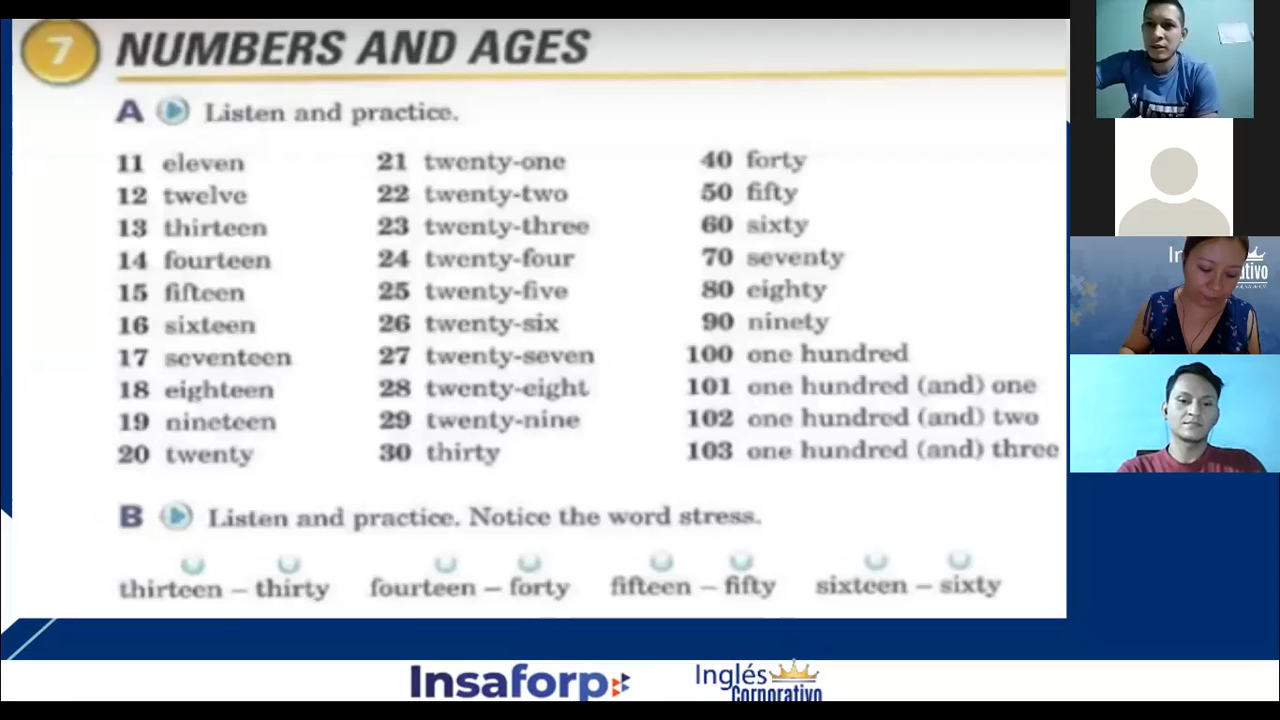 7 NUMBERS AND AGES
A Listen and practice.
11 eleven 21 twenty-one 40 forty
12 twelve 22 twenty-two 50 fifty
13 thirteen 23 twenty-three 60 sixty
14 fourteen 24 twenty-four 70 seventy
15 fifteen 25 twenty-five 80 eighty
16 sixteen 26 twenty-six 90 ninety
17 seventeen 27 twenty-seven 100 one hundred
18 eighteen 28 twenty-eight 101 one hundred (and) one
19 nineteen 29 twenty-nine 102 one hundred (and) two
20 twenty 30 thirty 103 one hundred (and) three
B Listen and practice. Notice the word stress.
thirteen – thirty fourteen – forty fifteen – fifty sixteen – sixty
Insaforp
Inglés
Corporativo